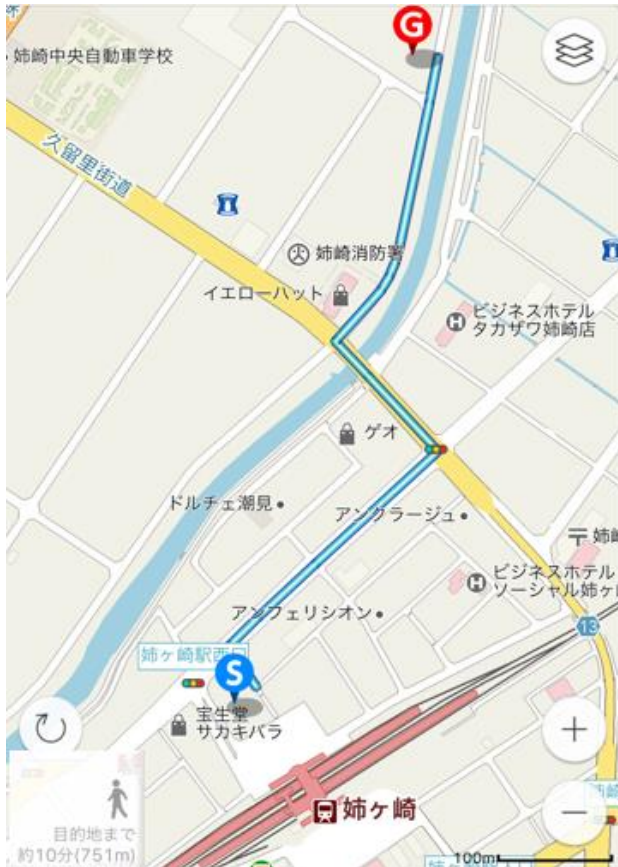 G
姉崎中央自動車学校
久留里街道
姉崎消防署
イエローハット
H
ビジネスホテル
タカザワ姉崎店
ゲオ
ドルチェ潮見
アンクラージュ
H
ビジネスホテル
ソーシャル姉ヶ
アンフェリシオン
13
姉ヶ崎駅西口
S
宝生堂
サカキバラ
姉ヶ崎
目的地まで
約10分(751m)
100m